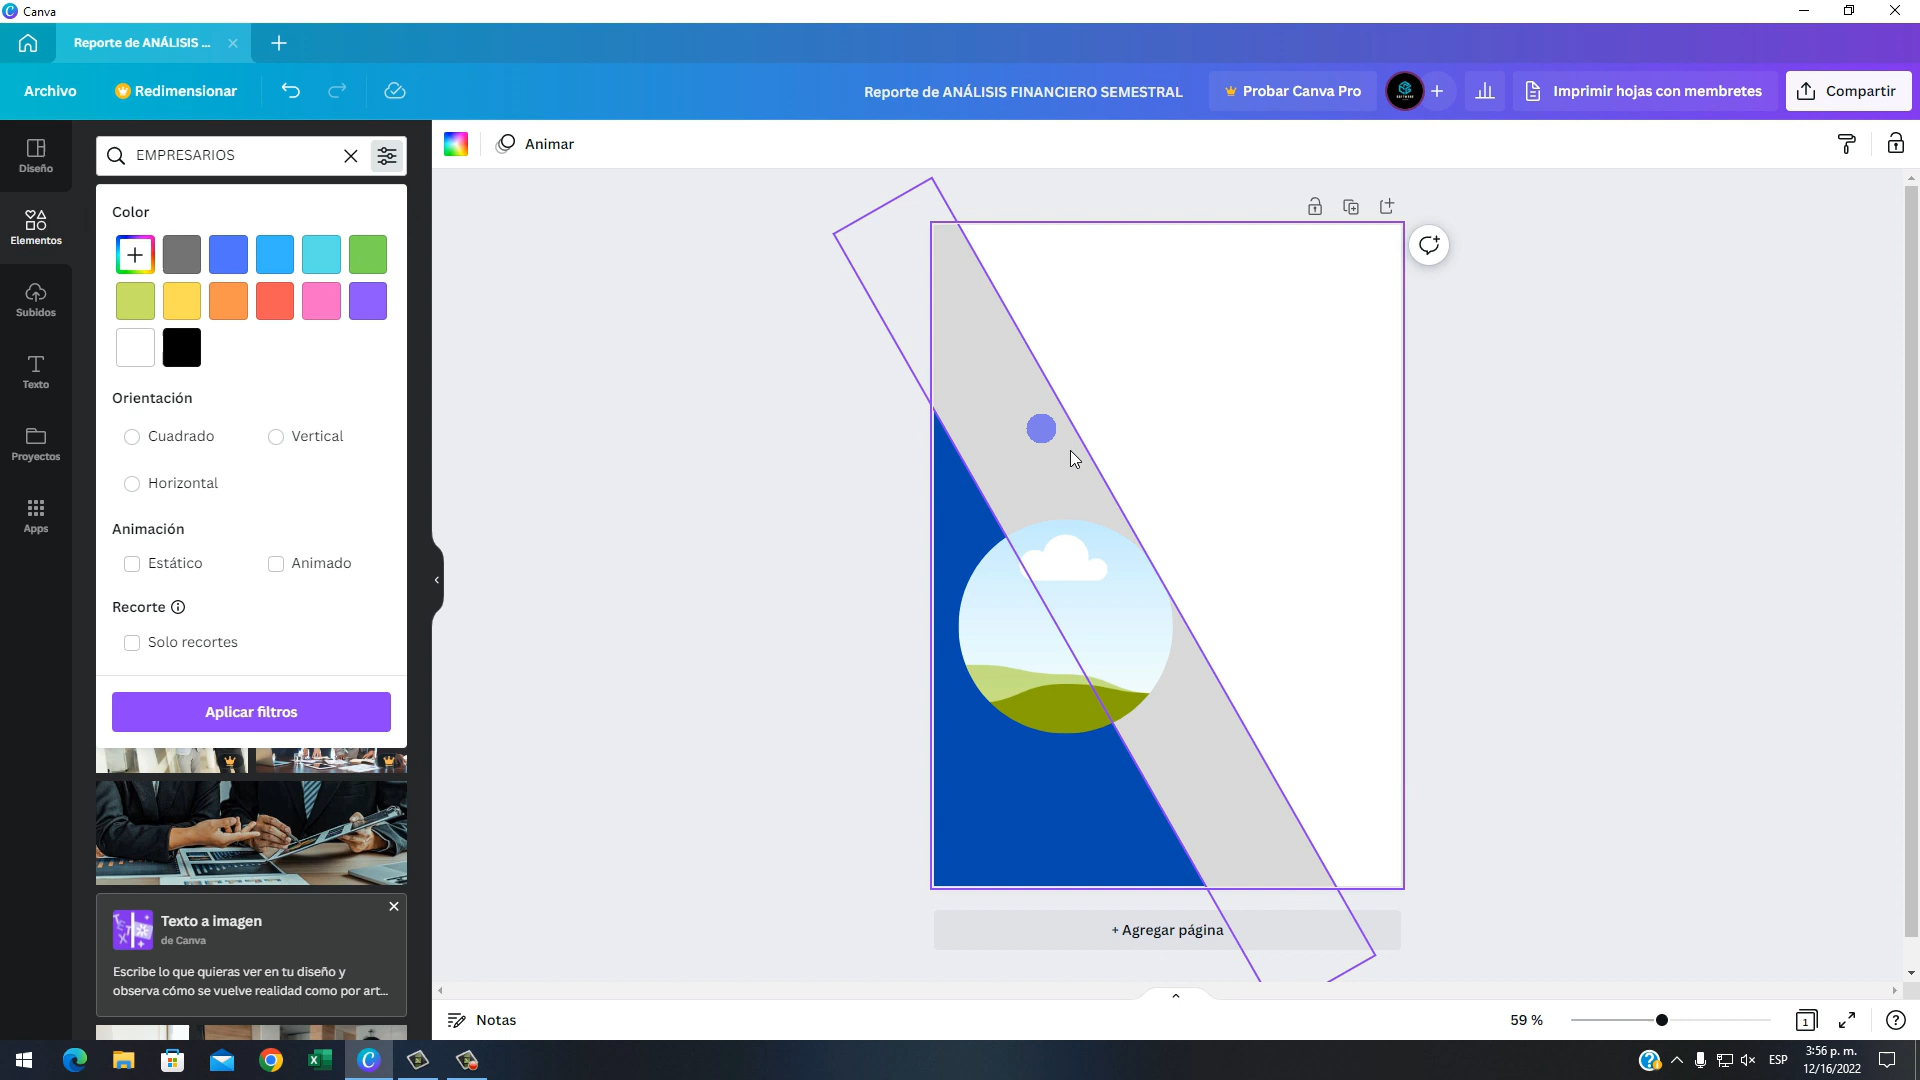 Canva
Reporte de ANÁLISIS ...
Archivo
Redimensionar
Reporte de ANÁLISIS FINANCIERO SEMESTRAL
Probar Canva Pro
Imprimir hojas con membretes
Compartir
Diseño
Elementos
Subidos
Texto
Proyectos
Apps
EMPRESARIOS
Animar
Color
Orientación
Cuadrado
Vertical
Horizontal
Animación
Estático
Animado
Recorte
Solo recortes
Aplicar filtros
Texto a imagen
de Canva
Escribe lo que quieras ver en tu diseño y
observa cómo se vuelve realidad como por art...
+ Agregar página
Notas
59 %
1
ESP
3:56 p. m.
12/16/2022